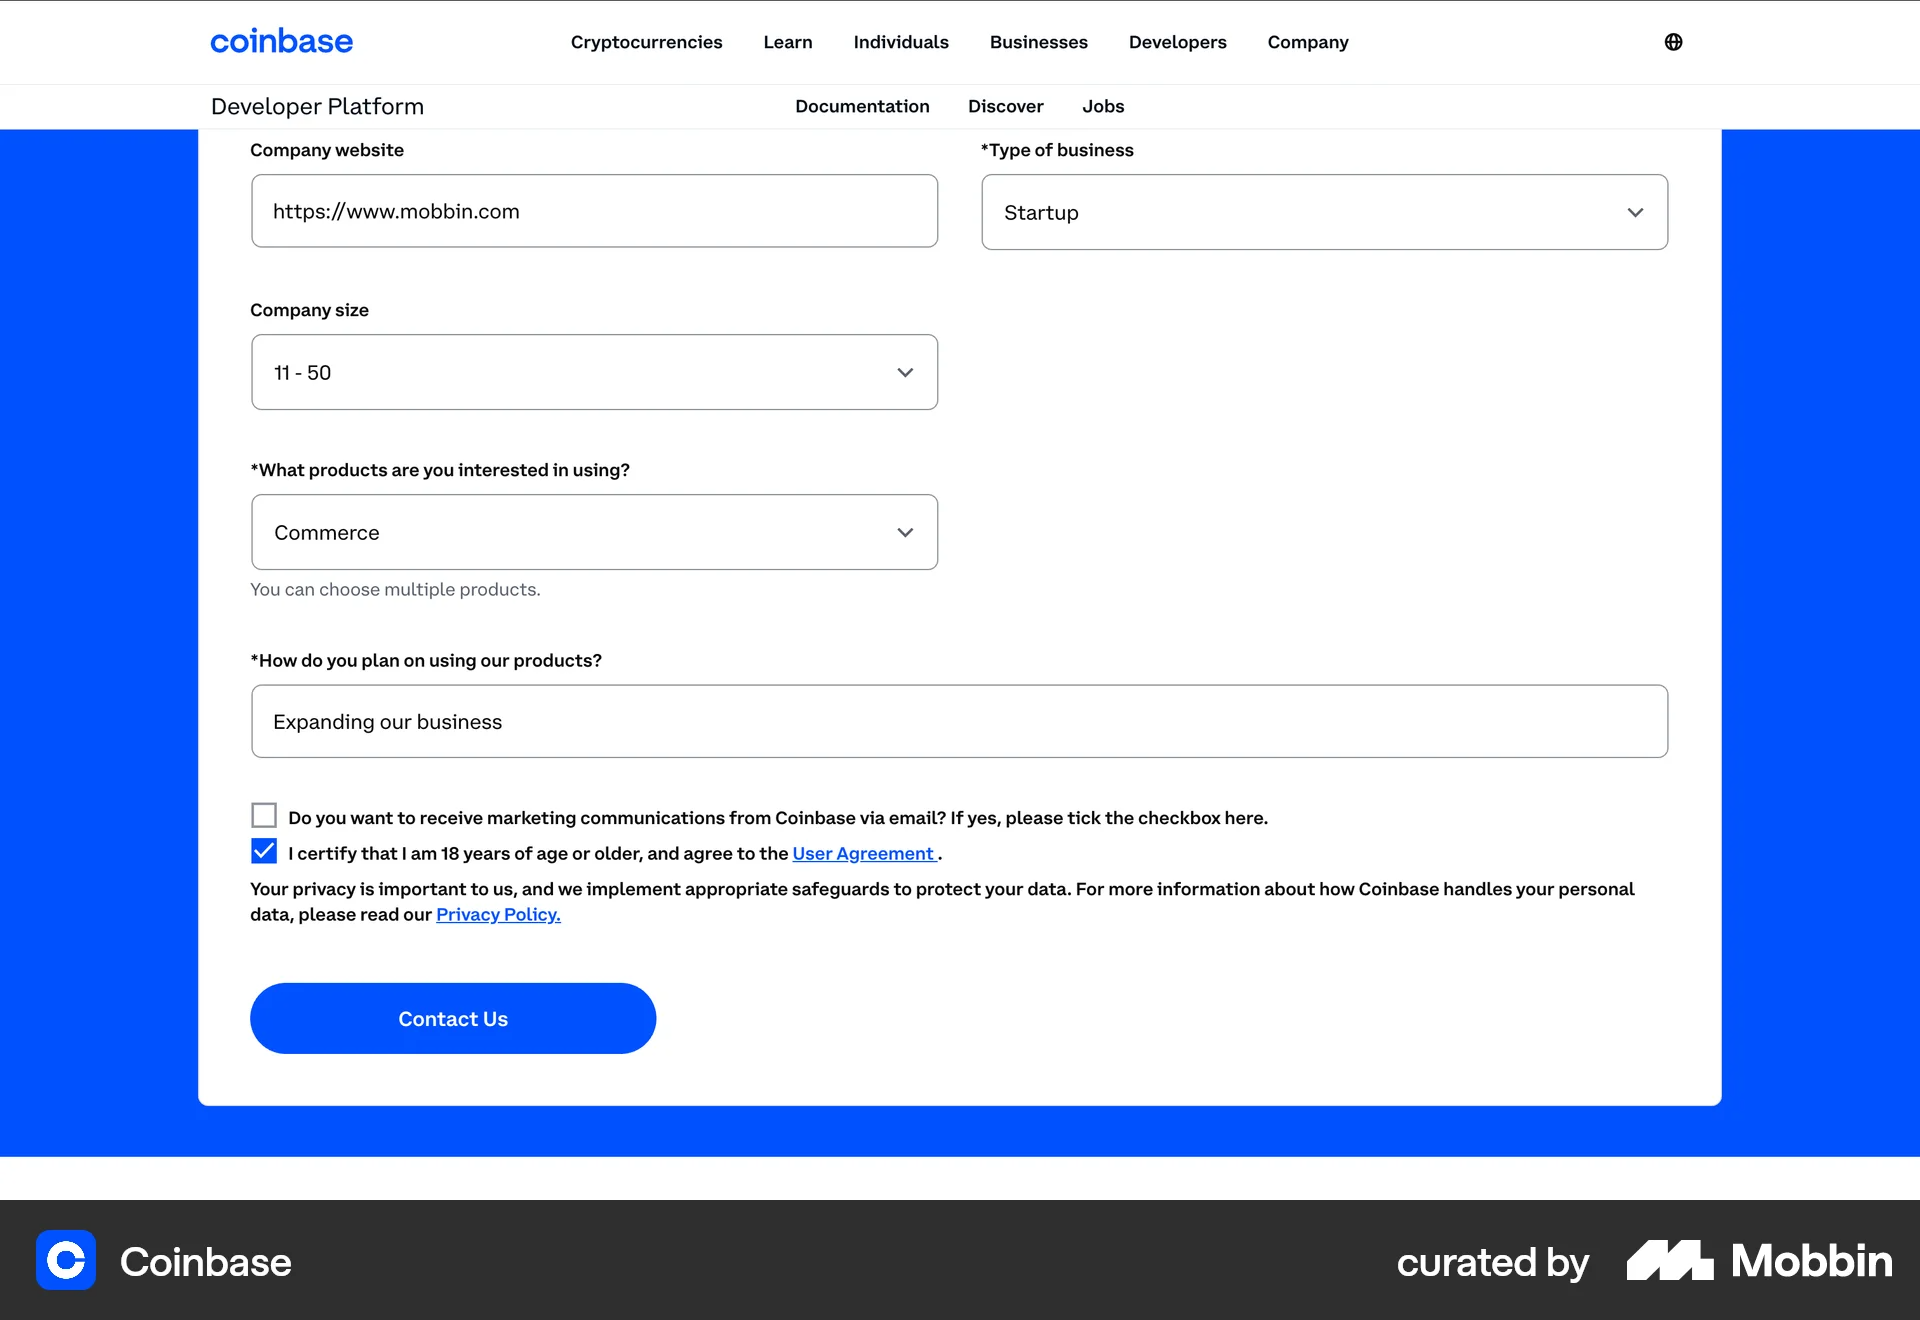 coinbase
Cryptocurrencies Learn Individuals Businesses Developers Company
Developer Platform
Documentation Discover Jobs
Company website
https://www.mobbin.com
*Type of business
Startup
Company size
11 - 50
*What products are you interested in using?
Commerce
You can choose multiple products.
*How do you plan on using our products?
Expanding our business
Do you want to receive marketing communications from Coinbase via email? If yes, please tick the checkbox here.
I certify that I am 18 years of age or older, and agree to the User Agreement .
Your privacy is important to us, and we implement appropriate safeguards to protect your data. For more information about how Coinbase handles your personal
data, please read our Privacy Policy.
Contact Us
Coinbase
curated by Mobbin